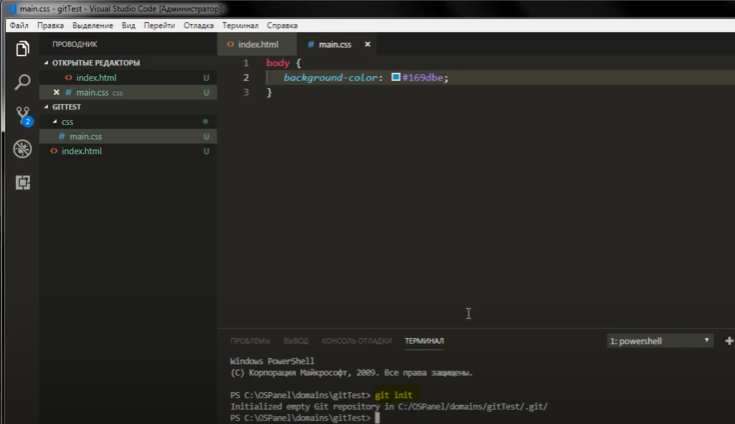 main.css - gitTest - Visual Studio Code [Администратор]
Файл Правка Выделение Вид Перейти Отладка Терминал Справка
ПРОВОДНИК
ОТКРЫТЫЕ РЕДАКТОРЫ
<> index.html U
× # main.css css U
GITTEST
css
# main.css U
<> index.html U
2
<> index.html # main.css ×
1 body {
2 background-color: #169dbe;
3 }
ПРОБЛЕМЫ ВЫВОД КОНСОЛЬ ОТЛАДКИ ТЕРМИНАЛ 1: powershell
Windows PowerShell
(C) Корпорация Майкрософт, 2009. Все права защищены.
PS C:\OSPanel\domains\gitTest> git init
Initialized empty Git repository in C:/OSPanel/domains/gitTest/.git/
PS C:\OSPanel\domains\gitTest>